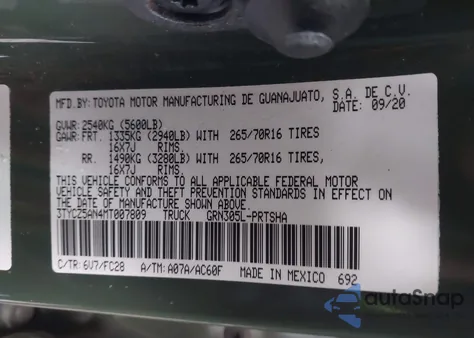 MFD.BY: TOYOTA MOTOR MANUFACTURING DE GUANAJUATO, S.A. DE C.V.
DATE: 09/20
GVWR: 2540KG (5600LB)
GAWR: FRT. 1335KG (2940LB) WITH 265/70R16 TIRES
16X7J RIMS.
RR. 1490KG (3280LB) WITH 265/70R16 TIRES
16X7J RIMS.
THIS VEHICLE CONFORMS TO ALL APPLICABLE FEDERAL MOTOR
VEHICLE SAFETY AND THEFT PREVENTION STANDARDS IN EFFECT ON
THE DATE OF MANUFACTURE SHOWN ABOVE.
3TYCZ5AN4MT007809 TRUCK GRN305L-PRTSHA
C/TR: 6V7/FC28 A/TM: A07A/AC60F MADE IN MEXICO 692
autoSnap